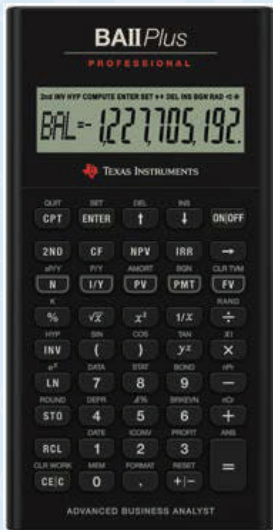 BAII Plus
PROFESSIONAL
2nd INV HYP COMPUTE ENTER SET ↔ DEL INS BGN RAD ◁ *
BAL=-1,227,705,192.
TEXAS INSTRUMENTS
QUIT SET DEL INS
CPT ENTER ↑ ↓ ON|OFF
2ND CF NPV IRR →
xP/Y P/Y AMORT BGN CLR TVM
N I/Y PV PMT FV
K RAND
% √x x² 1/x ÷
HYP SIN COS TAN x!
INV ( ) yˣ ×
eˣ DATA STAT BOND nPr
LN 7 8 9 −
ROUND DEPR Δ% BRKEVN nCr
STO 4 5 6 +
DATE ICONV PROFIT ANS
RCL 1 2 3 =
CLR WORK MEM FORMAT RESET
CE|C 0 . +|−
ADVANCED BUSINESS ANALYST